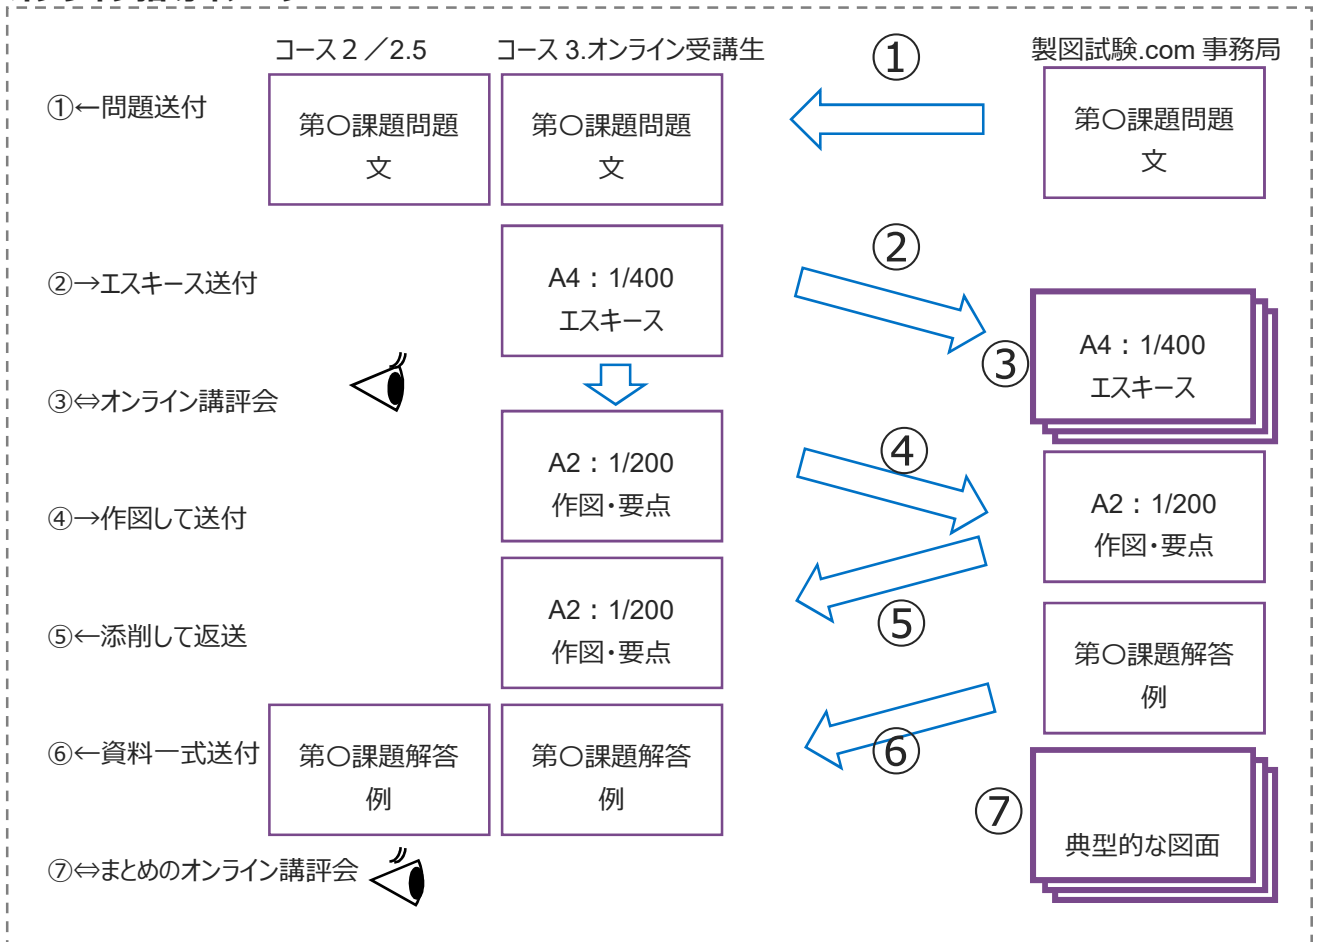 コース２／2.5
コース 3.オンライン受講生
①
製図試験.com 事務局
①←問題送付
第〇課題問題
文
第〇課題問題
文
第〇課題問題
文
②→エスキース送付
A4：1/400
エスキース
②
③
A4：1/400
エスキース
③⇔オンライン講評会
④→作図して送付
A2：1/200
作図・要点
④
A2：1/200
作図・要点
⑤←添削して返送
A2：1/200
作図・要点
⑤
第〇課題解答
例
⑥←資料一式送付
第〇課題解答
例
第〇課題解答
例
⑥
⑦
典型的な図面
⑦⇔まとめのオンライン講評会